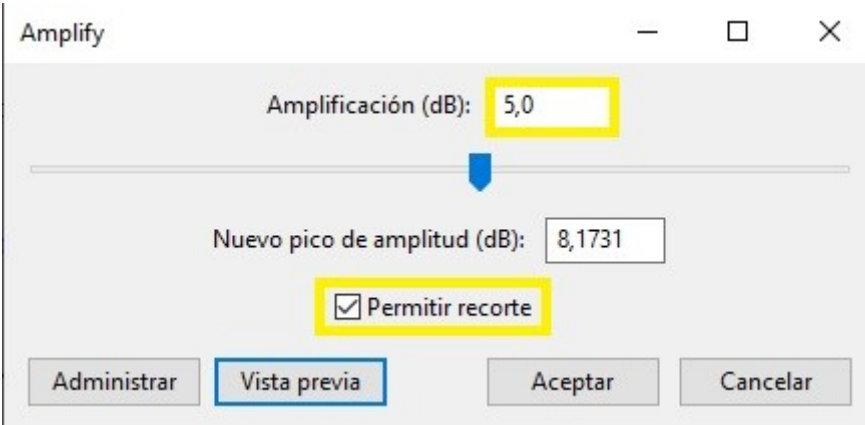 Amplify
Amplificación (dB): 5,0
Nuevo pico de amplitud (dB): 8,1731
Permitir recorte
Administrar Vista previa Aceptar Cancelar